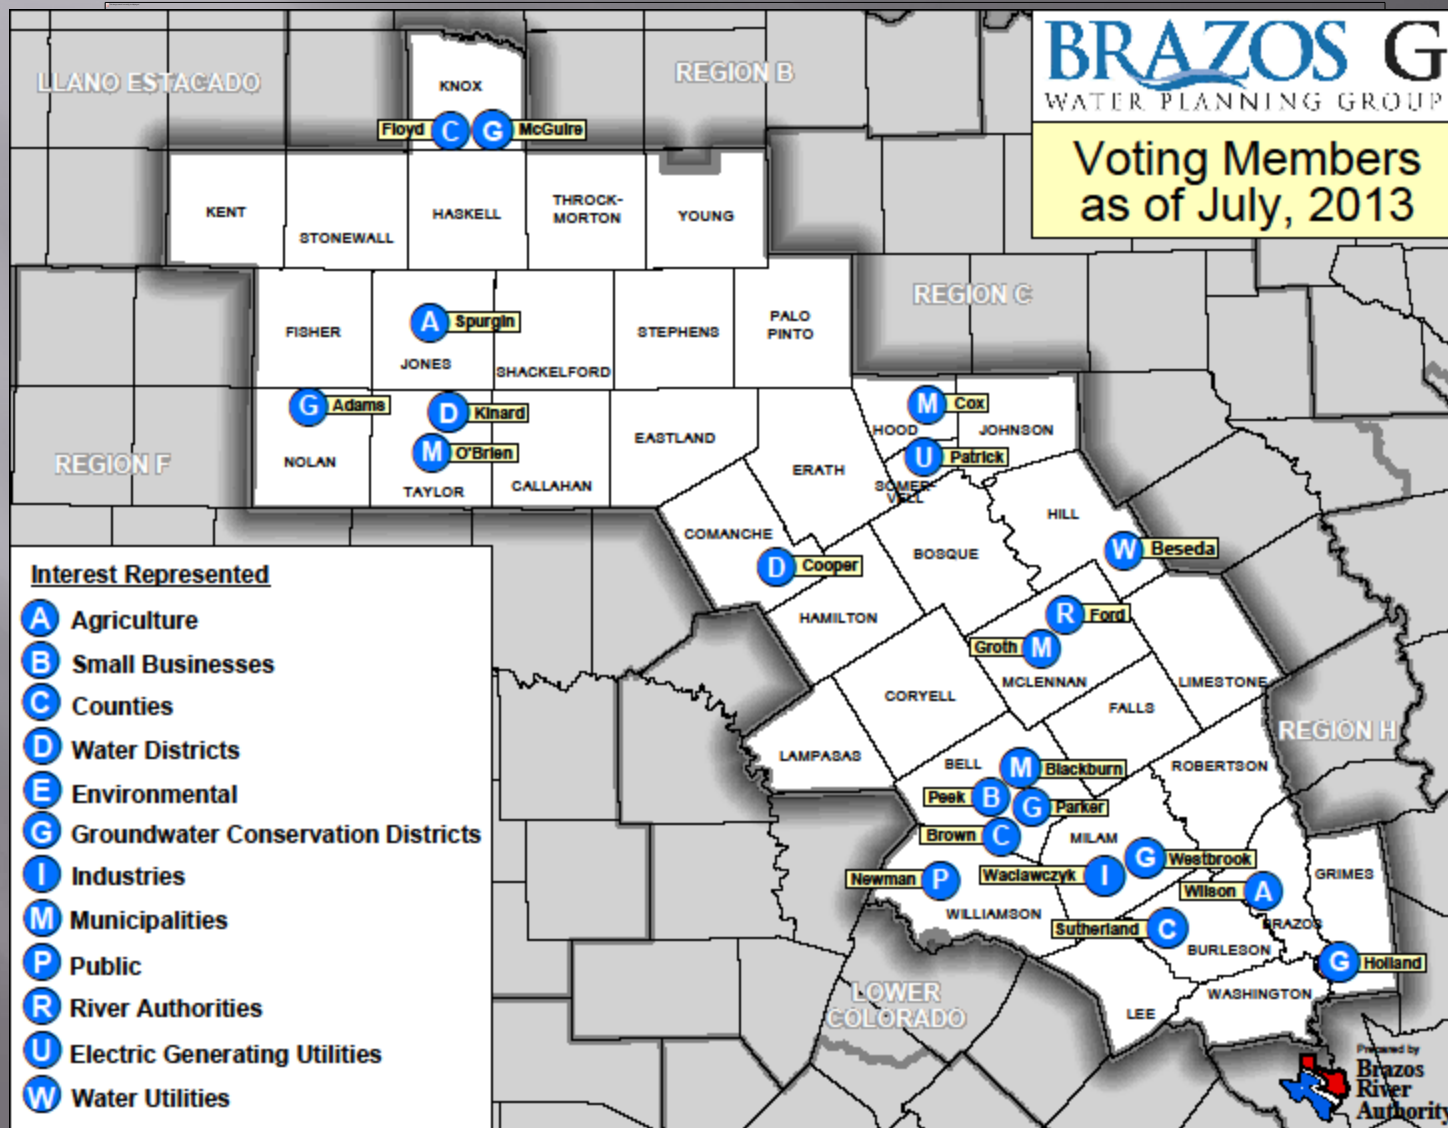 BRAZOS G
WATER PLANNING GROUP
Voting Members
as of July, 2013
LLANO ESTACADO
REGION B
KNOX
Floyd C G McGuire
KENT
STONEWALL
HASKELL
THROCK-
MORTON
YOUNG
REGION C
FISHER
A Spurgin
JONES
SHACKELFORD
STEPHENS
PALO
PINTO
G Adams
D Kinard
M O'Brien
M Cox
HOOD
JOHNSON
REGION F
NOLAN
TAYLOR
CALLAHAN
EASTLAND
ERATH
U Patrick
SOMER-
VELL
HILL
COMANCHE
BOSQUE
W Beseda
D Cooper
HAMILTON
R Ford
Groth M
MCLENNAN
LIMESTONE
CORYELL
FALLS
REGION H
LAMPASAS
BELL
M Blackburn
ROBERTSON
Peek B
G Parker
Brown C
MILAM
G Westbrook
Waclawczyk I
Newman P
WILLIAMSON
Wilson A
GRIMES
BRAZOS
Sutherland C
BURLESON
G Holland
WASHINGTON
LEE
LOWER
COLORADO
Interest Represented
A Agriculture
B Small Businesses
C Counties
D Water Districts
E Environmental
G Groundwater Conservation Districts
I Industries
M Municipalities
P Public
R River Authorities
U Electric Generating Utilities
W Water Utilities
Prepared by
Brazos
River
Authority